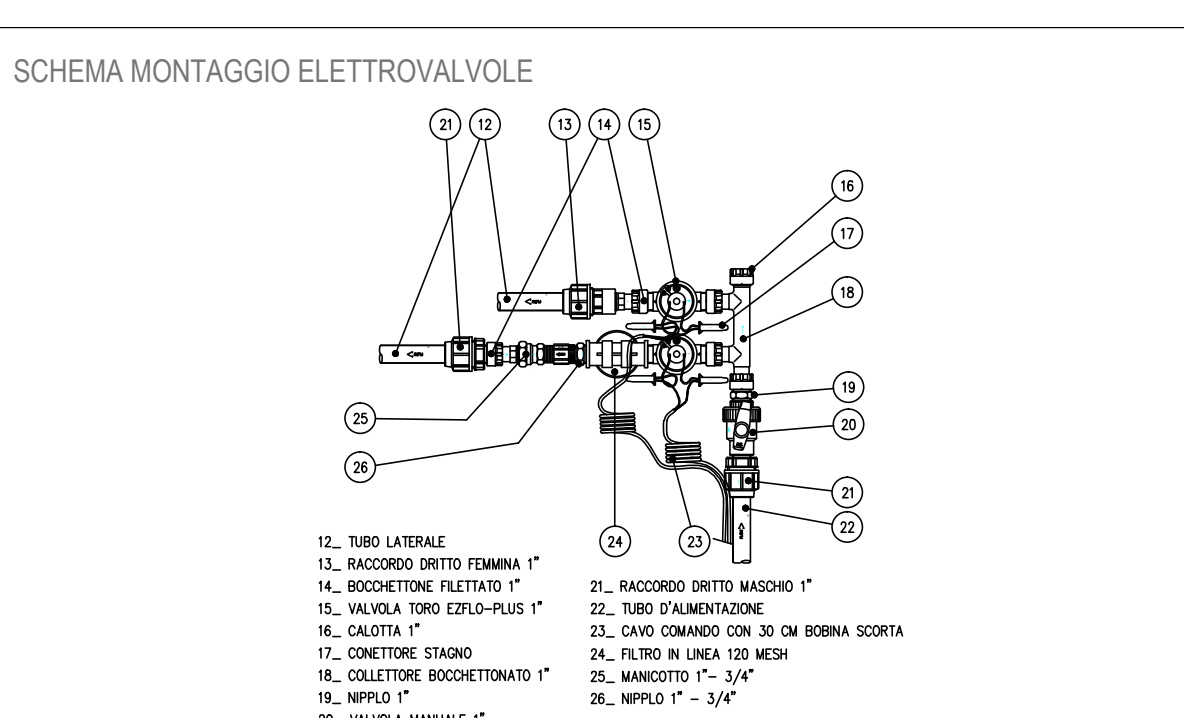 SCHEMA MONTAGGIO ELETTROVALVOLE
21 12 13 14 15
16
17
18
19
20
21
22
25
26
24 23
12_ TUBO LATERALE
13_ RACCORDO DRITTO FEMMINA 1"
14_ BOCCHETTONE FILETTATO 1"
15_ VALVOLA TORO EZFLO-PLUS 1"
16_ CALOTTA 1"
17_ CONETTORE STAGNO
18_ COLLETTORE BOCCHETTONATO 1"
19_ NIPPLO 1"
20_ VALVOLA MANUALE 1"
21_ RACCORDO DRITTO MASCHIO 1"
22_ TUBO D'ALIMENTAZIONE
23_ CAVO COMANDO CON 30 CM BOBINA SCORTA
24_ FILTRO IN LINEA 120 MESH
25_ MANICOTTO 1"- 3/4"
26_ NIPPLO 1" - 3/4"